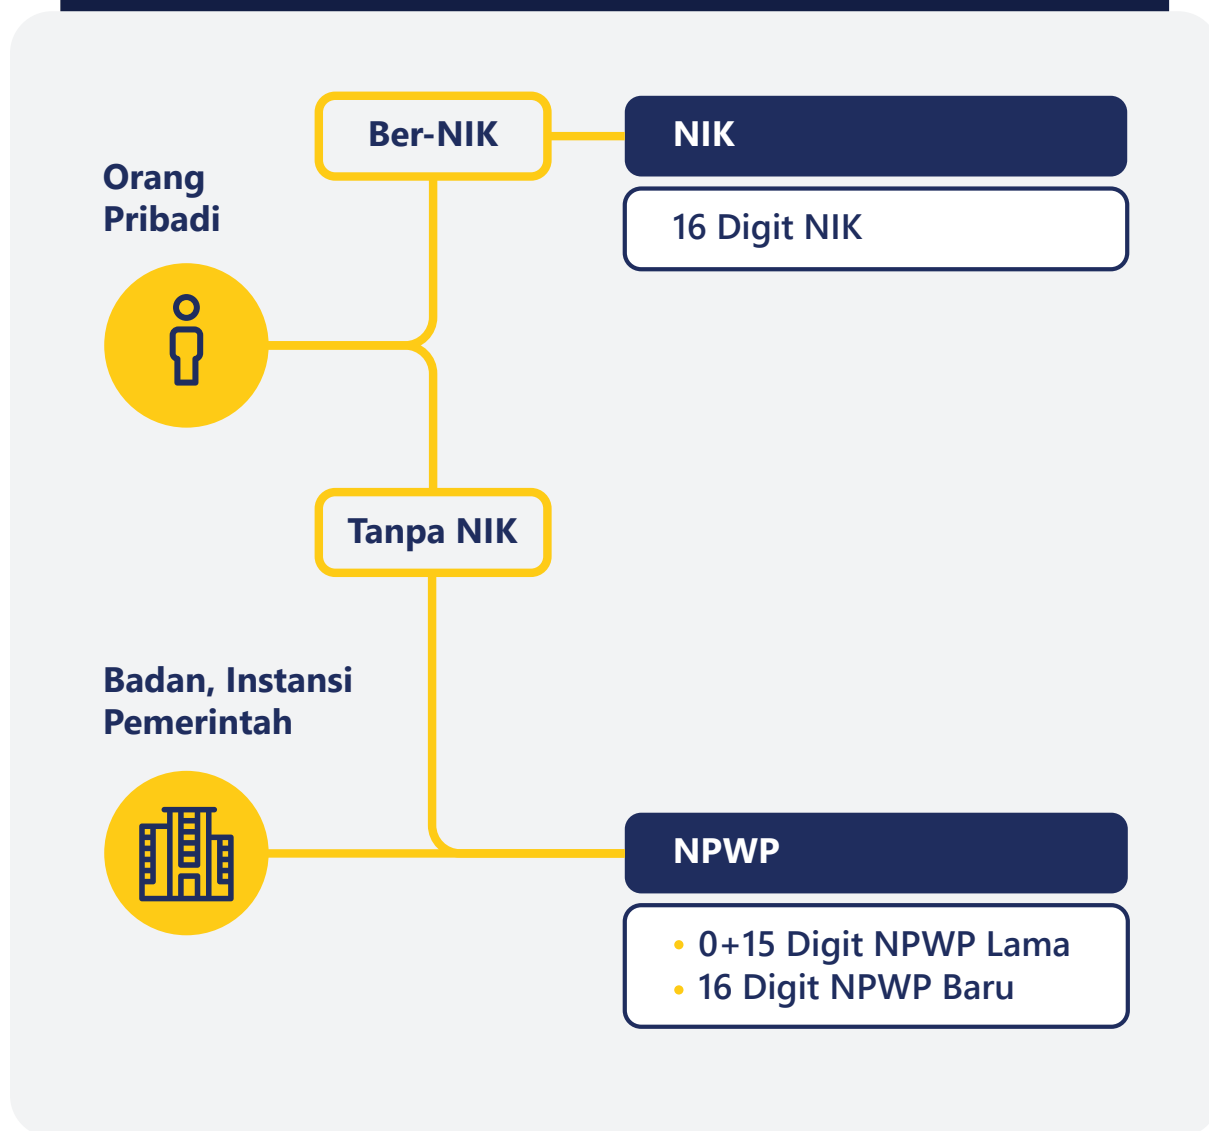 Ber-NIK
NIK
Orang
Pribadi
16 Digit NIK
Tanpa NIK
Badan, Instansi
Pemerintah
NPWP
• 0+15 Digit NPWP Lama
• 16 Digit NPWP Baru